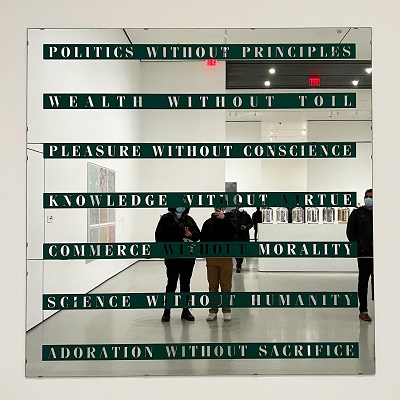 POLITICS WITHOUT PRINCIPLES
WEALTH WITHOUT TOIL
PLEASURE WITHOUT CONSCIENCE
KNOWLEDGE WITHOUT VIRTUE
COMMERCE WITHOUT MORALITY
SCIENCE WITHOUT HUMANITY
ADORATION WITHOUT SACRIFICE